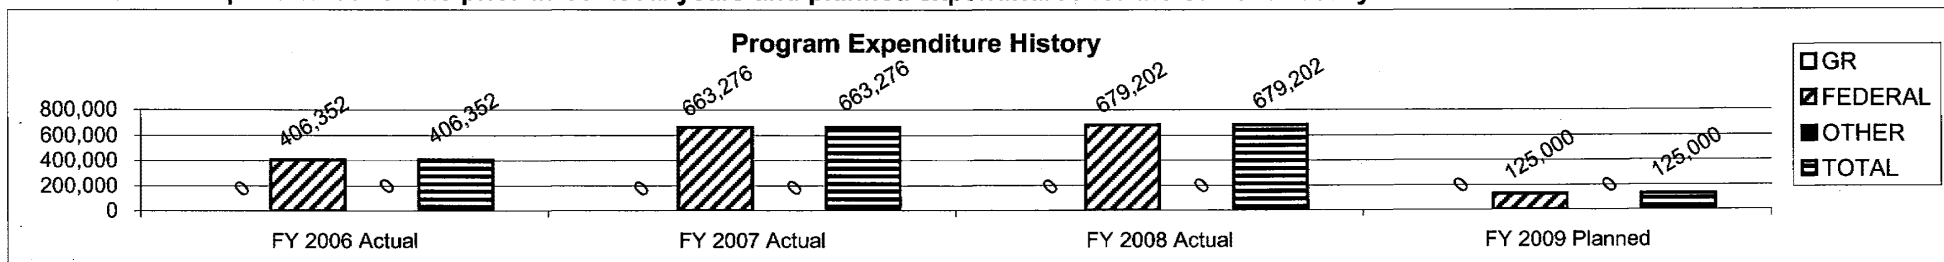 Program Expenditure History
800,000
600,000
400,000
200,000
0
0 406,352 0 406,352
0 663,276 0 663,276
0 679,202 0 679,202
0 125,000 0 125,000
FY 2006 Actual FY 2007 Actual FY 2008 Actual FY 2009 Planned
GR
FEDERAL
OTHER
TOTAL